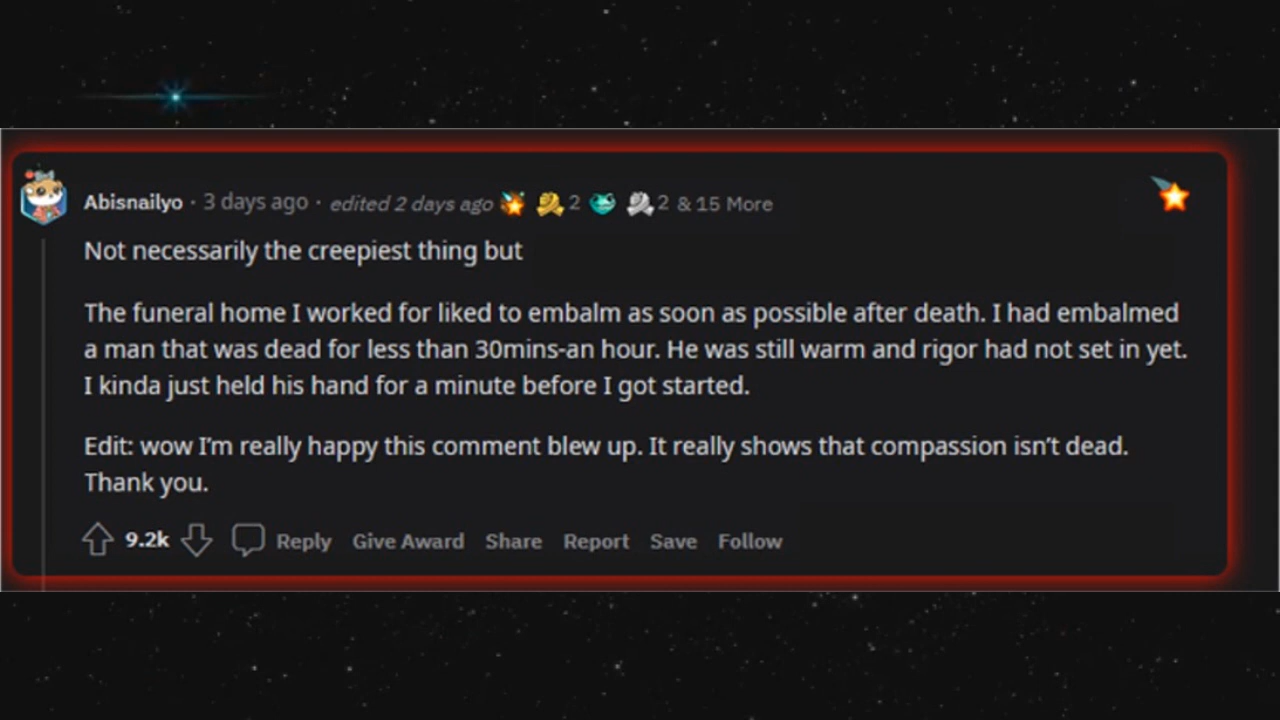 Abisnailyo · 3 days ago · edited 2 days ago 2 2 & 15 More
Not necessarily the creepiest thing but
The funeral home I worked for liked to embalm as soon as possible after death. I had embalmed
a man that was dead for less than 30mins-an hour. He was still warm and rigor had not set in yet.
I kinda just held his hand for a minute before I got started.
Edit: wow I’m really happy this comment blew up. It really shows that compassion isn’t dead.
Thank you.
9.2k Reply Give Award Share Report Save Follow